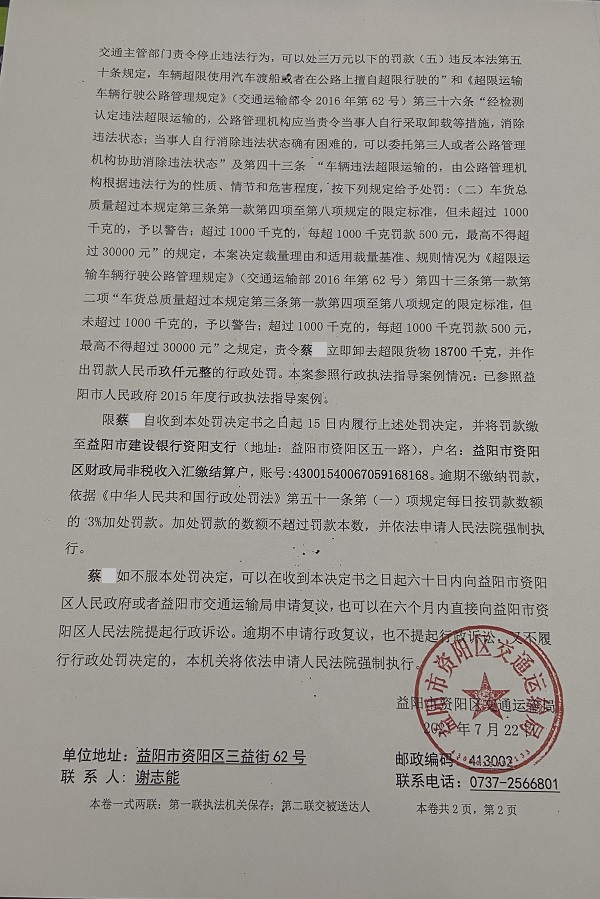 交通主管部门责令停止违法行为，可以处三万元以下的罚款（五）违反本法第五
十条规定，车辆超限使用汽车渡船或者在公路上擅自超限行驶的”和《超限运输
车辆行驶公路管理规定》（交通运输部令 2016 年第 62 号）第三十六条“经检测
认定违法超限运输的，公路管理机构应当责令当事人自行采取卸载等措施，消除
违法状态；当事人自行消除违法状态确有困难的，可以委托第三人或者公路管理
机构协助消除违法状态”及第四十三条 “车辆违法超限运输的，由公路管理机
构根据违法行为的性质、情节和危害程度，按下列规定给予处罚：（二）车货总
质量超过本规定第三条第一款第四项至第八项规定的限定标准，但未超过 1000
千克的，予以警告；超过 1000 千克的，每超 1000 千克罚款 500 元，最高不得超
过 30000 元”的规定，本案决定裁量理由和适用裁量基准、规则情况为《超限运
输车辆行驶公路管理规定》（交通运输部 2016 年第 62 号）第四十三条第一款第
二项“车货总质量超过本规定第三条第一款第四项至第八项规定的限定标准，但
未超过 1000 千克的，予以警告；超过 1000 千克的，每超 1000 千克罚款 500 元，
最高不得超过 30000 元”之规定，责令蔡 立即卸去超限货物 18700 千克，并作
出罚款人民币玖仟元整的行政处罚。本案参照行政执法指导案例情况：已参照益
阳市人民政府 2015 年度行政执法指导案例。
限蔡 自收到本处罚决定书之日起 15 日内履行上述处罚决定，并将罚款缴
至益阳市建设银行资阳支行（地址：益阳市资阳区五一路），户名：益阳市资阳
区财政局非税收入汇缴结算户，账号:43001540067059168168。逾期不缴纳罚款，
依据《中华人民共和国行政处罚法》第五十一条第（一）项规定每日按罚款数额
的 3%加处罚款。加处罚款的数额不超过罚款本数，并依法申请人民法院强制执
行。
蔡 如不服本处罚决定，可以在收到本决定书之日起六十日内向益阳市资阳
区人民政府或者益阳市交通运输局申请复议，也可以在六个月内直接向益阳市资
阳区人民法院提起行政诉讼。逾期不申请行政复议，也不提起行政诉讼，又不履
行行政处罚决定的，本机关将依法申请人民法院强制执行。
益阳市资阳区交通运输局
年 7 月 22
益阳市资阳区交通运输局
单位地址：益阳市资阳区三益街 62 号 邮政编码：413002
联 系 人：谢志能 联系电话：0737-2566801
本卷一式两联：第一联执法机关保存；第二联交被送达人 本卷共 2 页，第 2 页